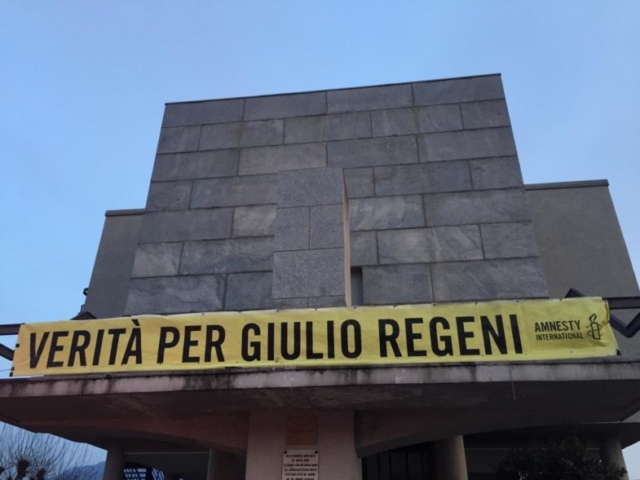 VERITÀ PER GIULIO REGENI
AMNESTY
INTERNATIONAL